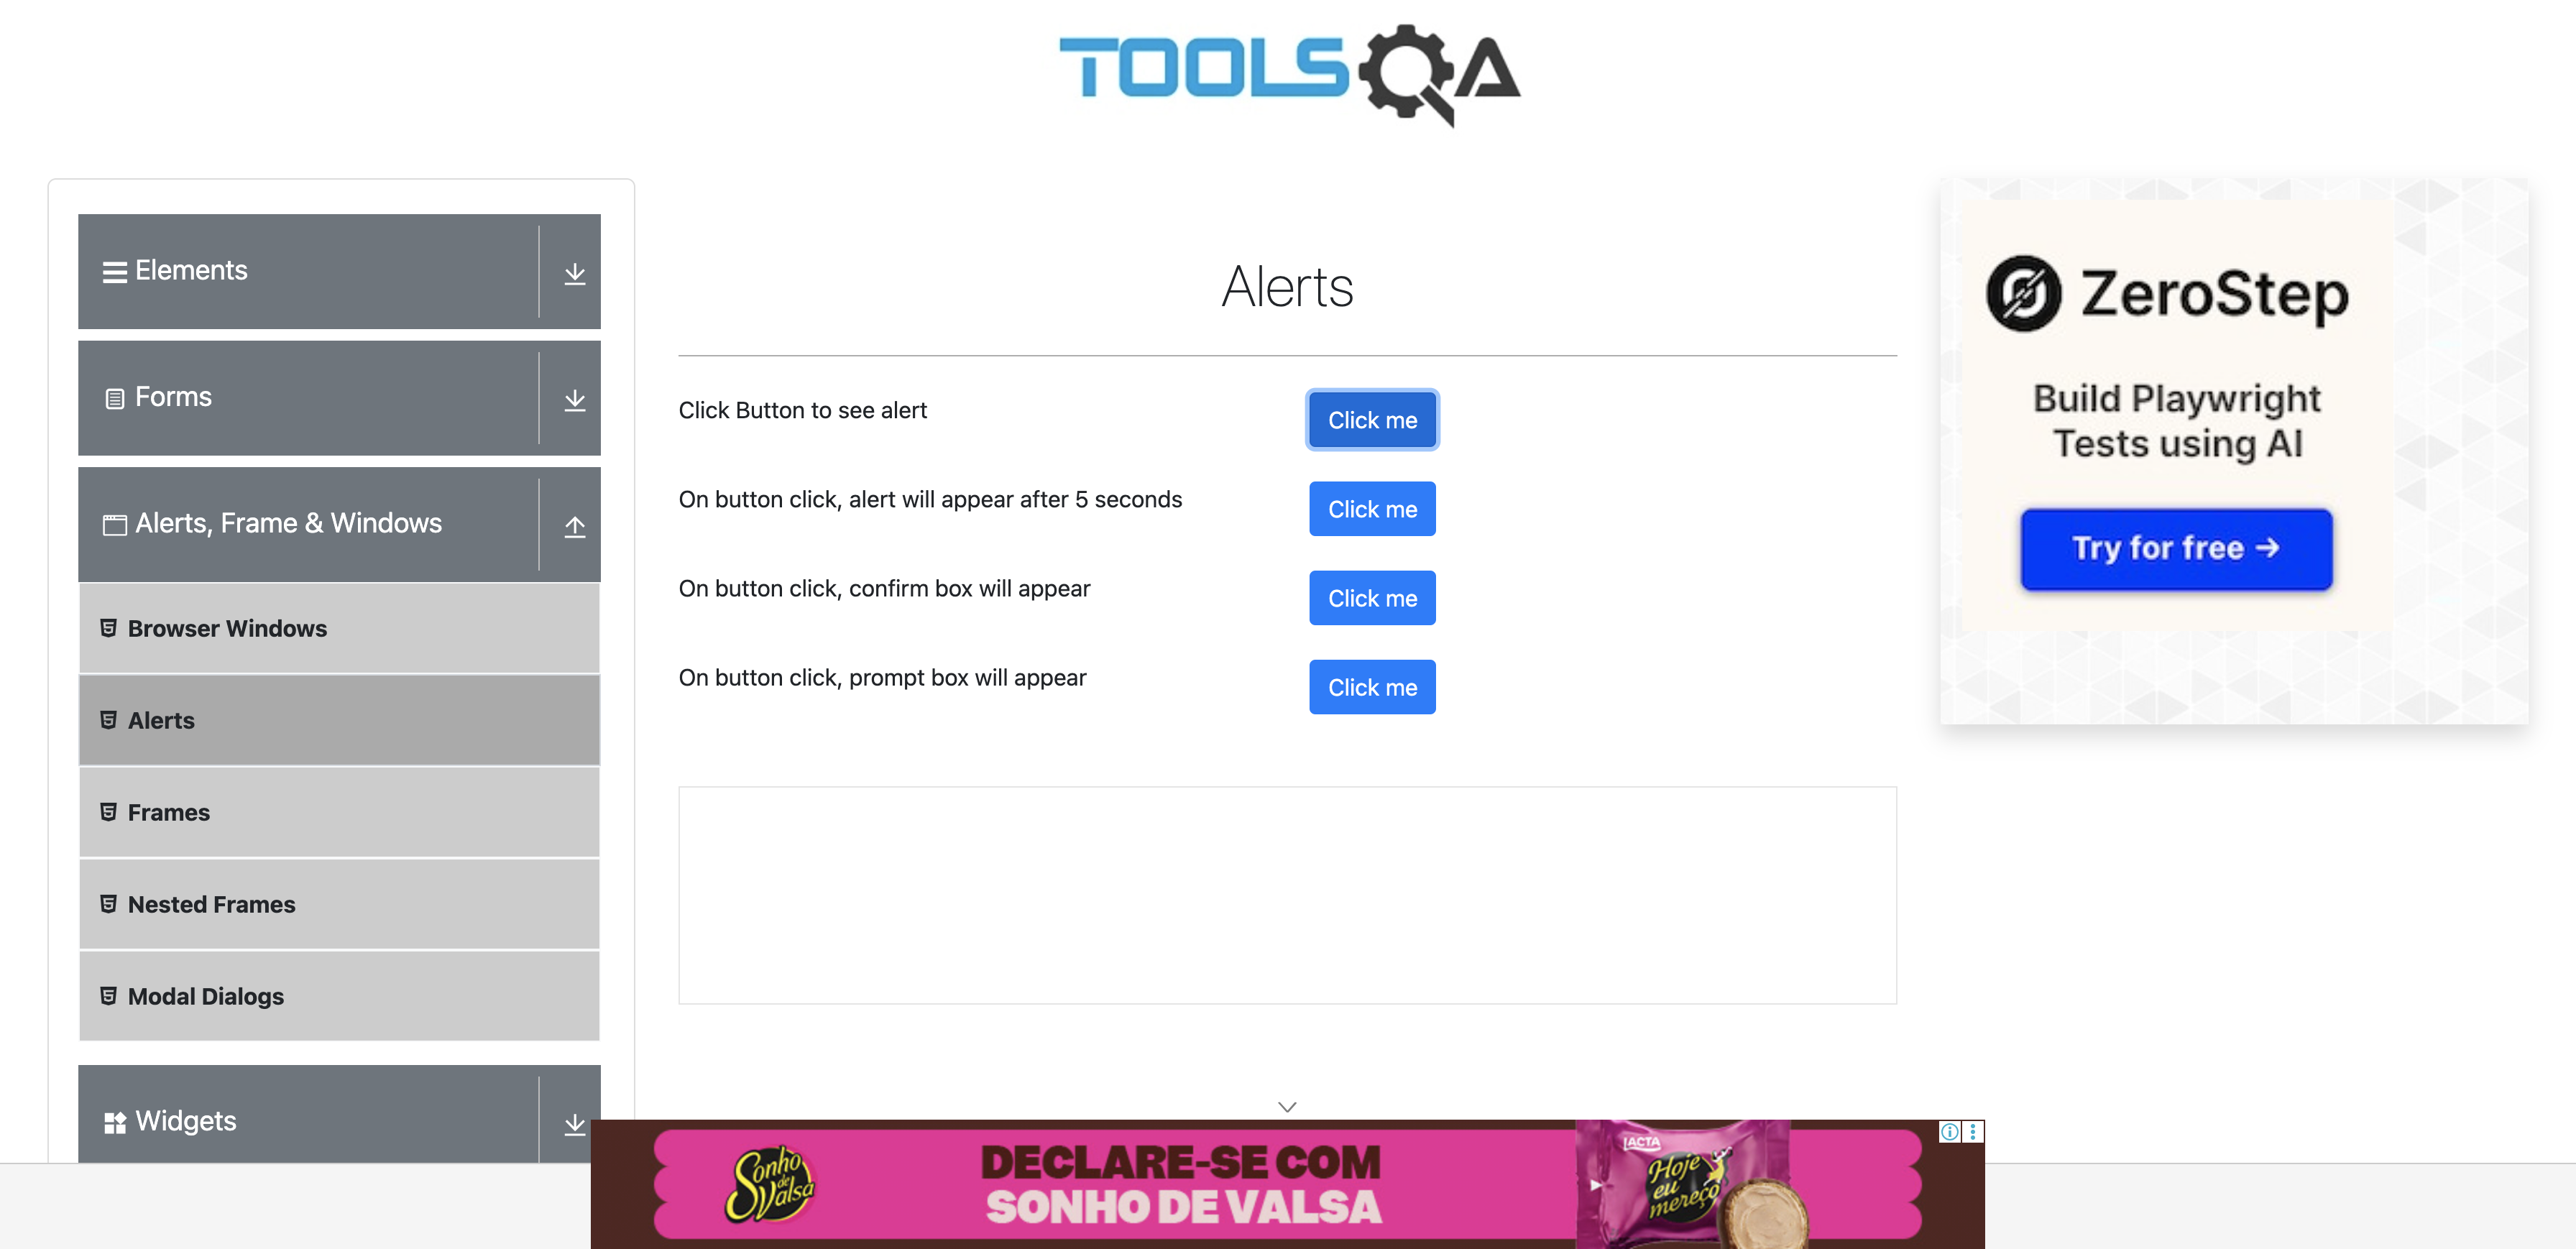 TOOLSQA
Elements
Forms
Alerts, Frame & Windows
Browser Windows
Alerts
Frames
Nested Frames
Modal Dialogs
Widgets
Alerts
Click Button to see alert
Click me
On button click, alert will appear after 5 seconds
Click me
On button click, confirm box will appear
Click me
On button click, prompt box will appear
Click me
ZeroStep
Build Playwright
Tests using AI
Try for free →
Sonho
de
Valsa
DECLARE-SE COM
SONHO DE VALSA
LACTA
Hoje
eu
mereço